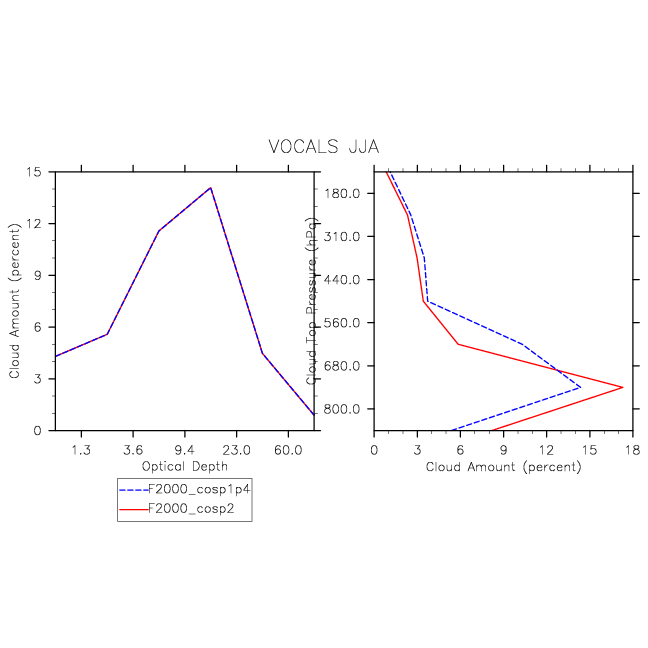 VOCALS JJA
15
12
9
6
3
0
Cloud Amount (percent)
1.3 3.6 9.4 23.0 60.0
Optical Depth
Cloud Top Pressure (hPa)
180.0
310.0
440.0
560.0
680.0
800.0
0 3 6 9 12 15 18
Cloud Amount (percent)
F2000_cosp1p4
F2000_cosp2